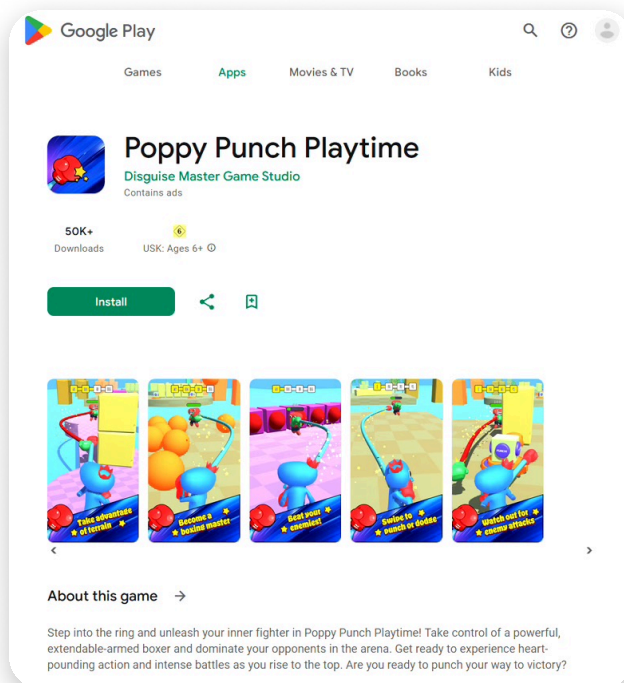 Google Play
Games Apps Movies & TV Books Kids
Poppy Punch Playtime
Disguise Master Game Studio
Contains ads
50K+
Downloads
6
USK: Ages 6+
Install
Take advantage
of terrain
Become a
boxing master
Beat your
enemies!
Swipe to
punch or dodge
Watch out for
enemy attacks
About this game
Step into the ring and unleash your inner fighter in Poppy Punch Playtime! Take control of a powerful,
extendable-armed boxer and dominate your opponents in the arena. Get ready to experience heart-
pounding action and intense battles as you rise to the top. Are you ready to punch your way to victory?